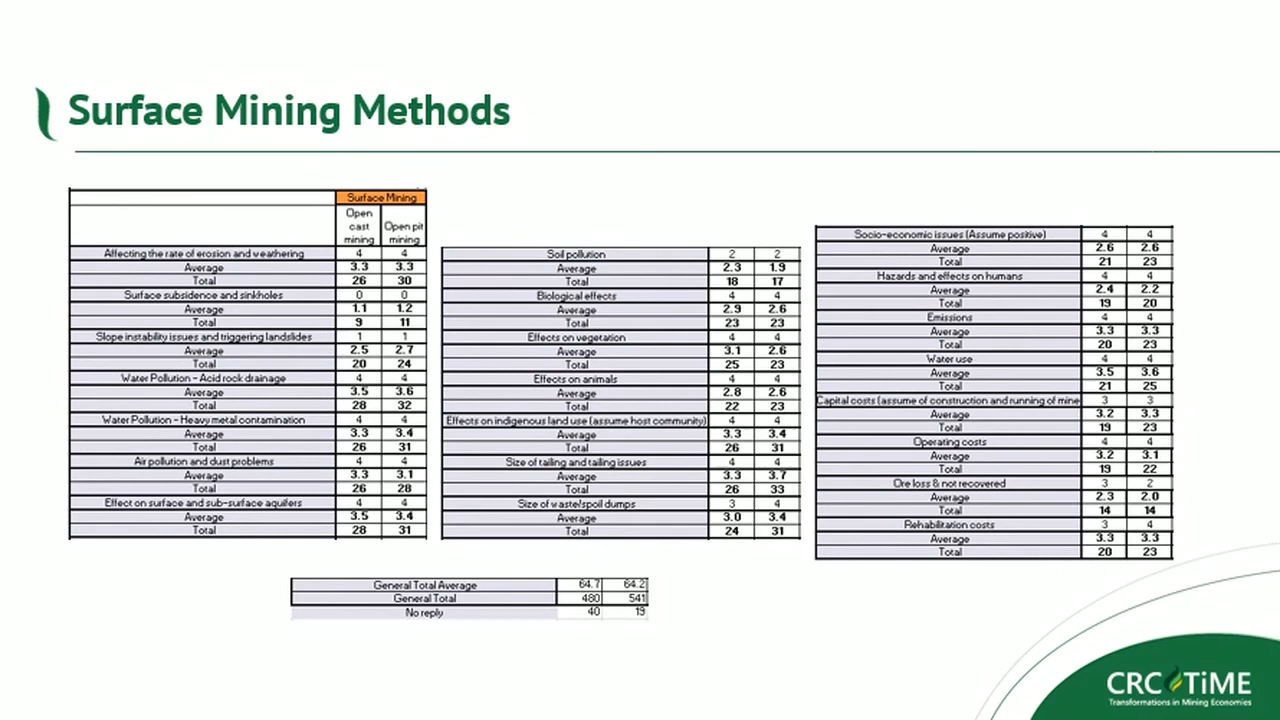 Surface Mining Methods
Surface Mining
Open cast mining Open pit mining
Affecting the rate of erosion and weathering 4 4
Average 3.3 3.3
Total 26 30
Surface subsidence and sinkholes 0 0
Average 1.1 1.2
Total 9 11
Slope instability issues and triggering landslides 1 1
Average 2.5 2.7
Total 20 24
Water Pollution - Acid rock drainage 4 4
Average 3.5 3.6
Total 28 32
Water Pollution - Heavy metal contamination 4 4
Average 3.3 3.4
Total 26 31
Air pollution and dust problems 4 4
Average 3.3 3.1
Total 26 28
Effect on surface and sub-surface aquifers 4 4
Average 3.5 3.4
Total 28 31
Soil pollution 2 2
Average 2.3 1.9
Total 18 17
Biological effects 4 4
Average 2.9 2.6
Total 23 23
Effects on vegetation 4 4
Average 3.1 2.6
Total 25 23
Effects on animals 4 4
Average 2.8 2.6
Total 22 23
Effects on indigenous land use (assume host community) 4 4
Average 3.3 3.4
Total 26 31
Size of tailing and tailing issues 4 4
Average 3.3 3.7
Total 26 33
Size of waste/spoil dumps 3 4
Average 3.0 3.4
Total 24 31
Socio-economic issues (Assume positive) 4 4
Average 2.6 2.6
Total 21 23
Hazards and effects on humans 4 4
Average 2.4 2.2
Total 19 20
Emissions 4 4
Average 3.3 3.3
Total 20 23
Water use 4 4
Average 3.5 3.6
Total 21 25
Capital costs (assume of construction and running of mine 3 3
Average 3.2 3.3
Total 19 23
Operating costs 4 4
Average 3.2 3.1
Total 19 22
Ore loss & not recovered 3 2
Average 2.3 2.0
Total 14 14
Rehabilitation costs 3 4
Average 3.3 3.3
Total 20 23
General Total Average 64.7 64.2
General Total 480 541
No reply 40 19
CRC TiME
Transformations in Mining Economies